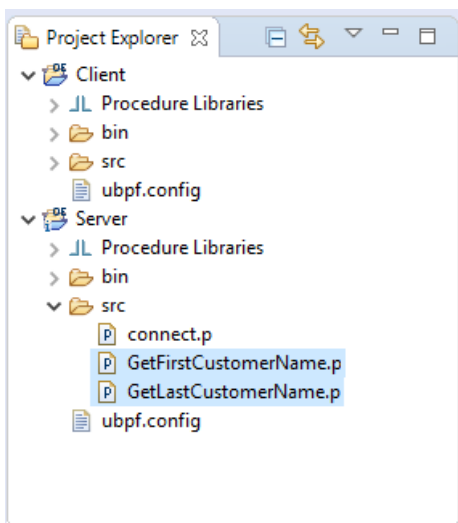 Project Explorer
Client
Procedure Libraries
bin
src
ubpf.config
Server
Procedure Libraries
bin
src
connect.p
GetFirstCustomerName.p
GetLastCustomerName.p
ubpf.config